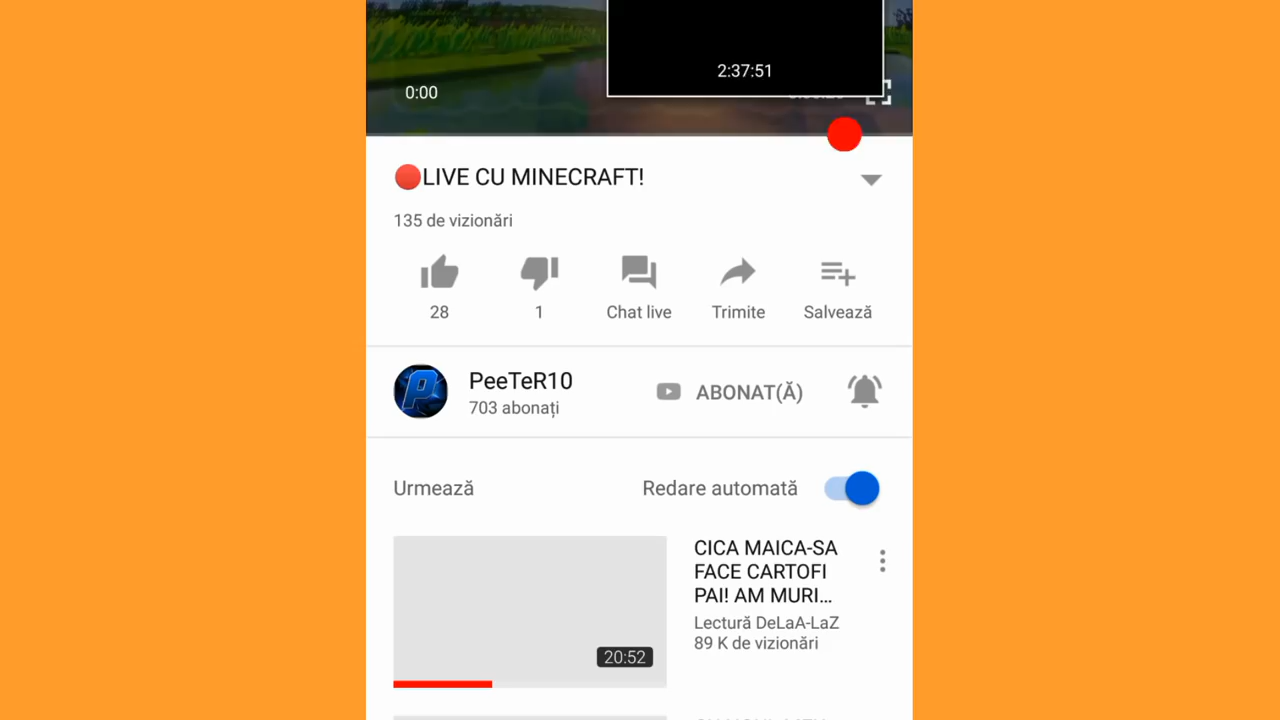 2:37:51
0:00
🔴LIVE CU MINECRAFT!
135 de vizionări
28
1
Chat live
Trimite
Salvează
PeeTeR10
703 abonați
ABONAT(Ă)
Urmează
Redare automată
CICA MAICA-SA
FACE CARTOFI
PAI! AM MURI...
Lectură DeLaA-LaZ
89 K de vizionări
20:52